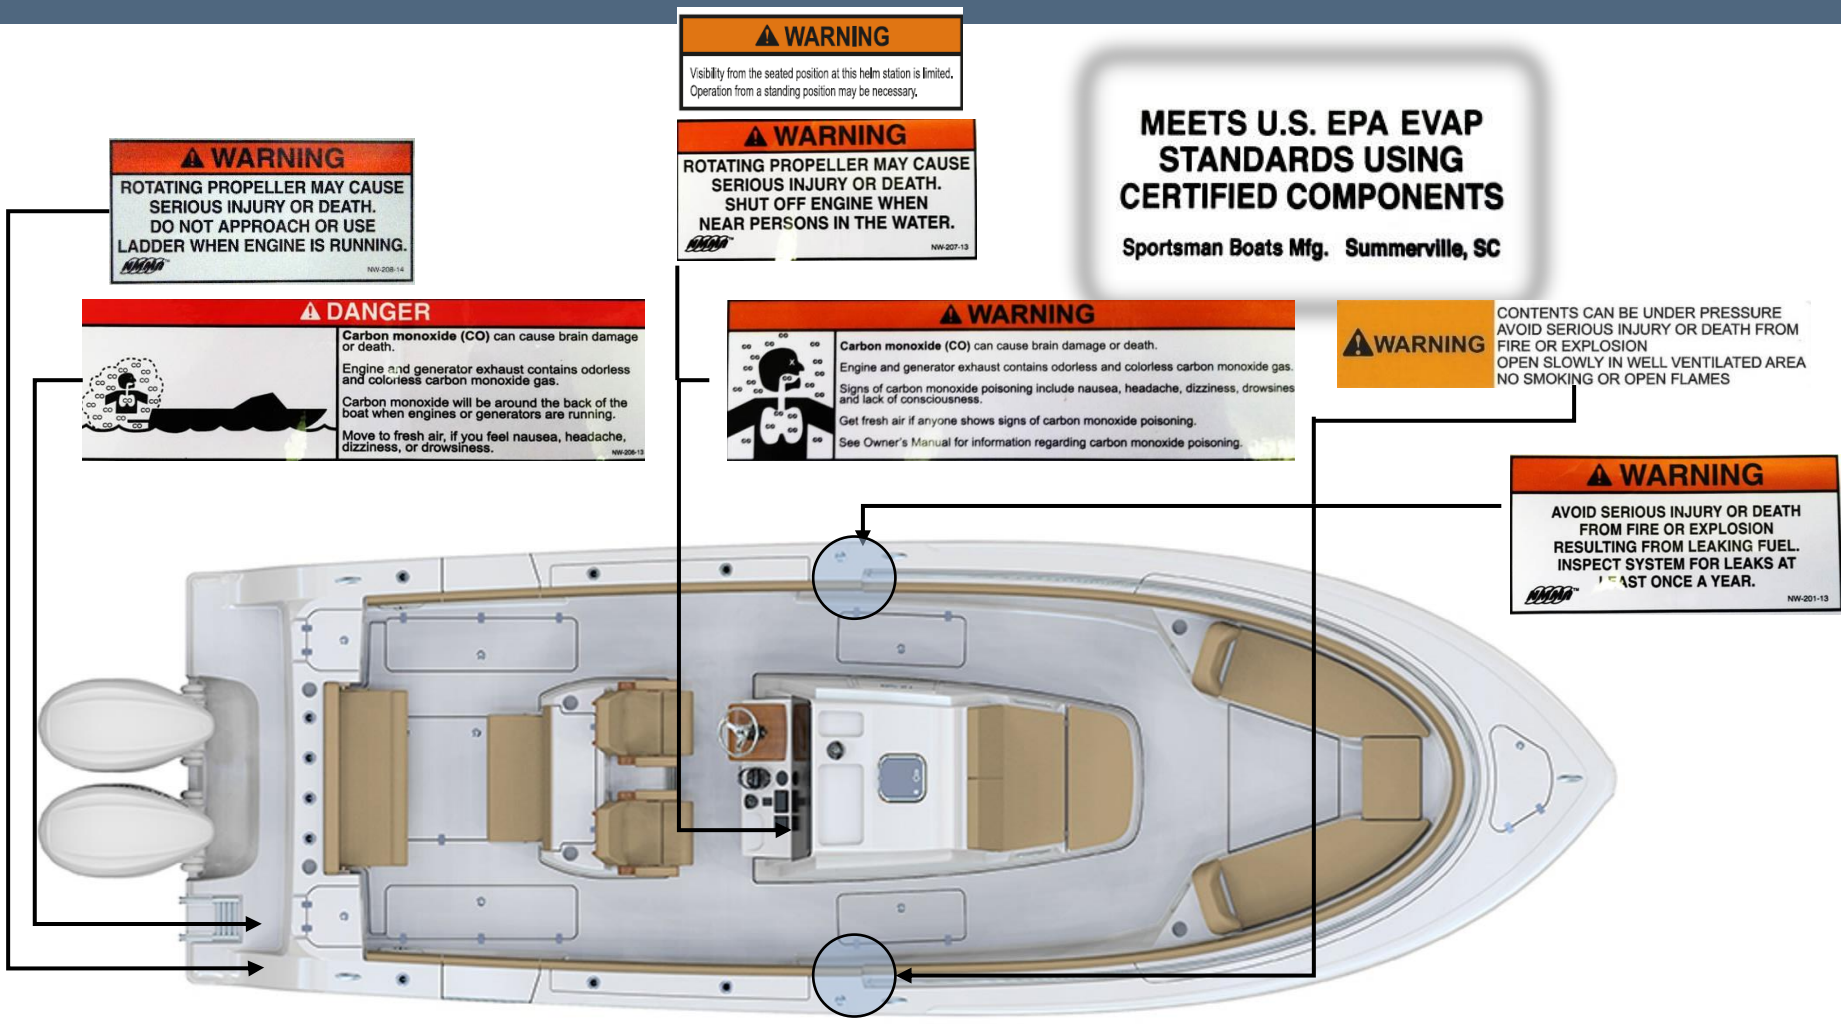 WARNING
Visibility from the seated position at this helm station is limited.
Operation from a standing position may be necessary.
WARNING
ROTATING PROPELLER MAY CAUSE
SERIOUS INJURY OR DEATH.
SHUT OFF ENGINE WHEN
NEAR PERSONS IN THE WATER.
NMMA™
NW-207-13
MEETS U.S. EPA EVAP
STANDARDS USING
CERTIFIED COMPONENTS
Sportsman Boats Mfg. Summerville, SC
WARNING
ROTATING PROPELLER MAY CAUSE
SERIOUS INJURY OR DEATH.
DO NOT APPROACH OR USE
LADDER WHEN ENGINE IS RUNNING.
NMMA™
NW-208-14
DANGER
Carbon monoxide (CO) can cause brain damage
or death.
Engine and generator exhaust contains odorless
and colorless carbon monoxide gas.
Carbon monoxide will be around the back of the
boat when engines or generators are running.
Move to fresh air, if you feel nausea, headache,
dizziness, or drowsiness.
NW-206-13
WARNING
Carbon monoxide (CO) can cause brain damage or death.
Engine and generator exhaust contains odorless and colorless carbon monoxide gas.
Signs of carbon monoxide poisoning include nausea, headache, dizziness, drowsines
and lack of consciousness.
Get fresh air if anyone shows signs of carbon monoxide poisoning.
See Owner's Manual for information regarding carbon monoxide poisoning.
WARNING
CONTENTS CAN BE UNDER PRESSURE
AVOID SERIOUS INJURY OR DEATH FROM
FIRE OR EXPLOSION
OPEN SLOWLY IN WELL VENTILATED AREA
NO SMOKING OR OPEN FLAMES
WARNING
AVOID SERIOUS INJURY OR DEATH
FROM FIRE OR EXPLOSION
RESULTING FROM LEAKING FUEL.
INSPECT SYSTEM FOR LEAKS AT
LEAST ONCE A YEAR.
NMMA™
NW-201-13